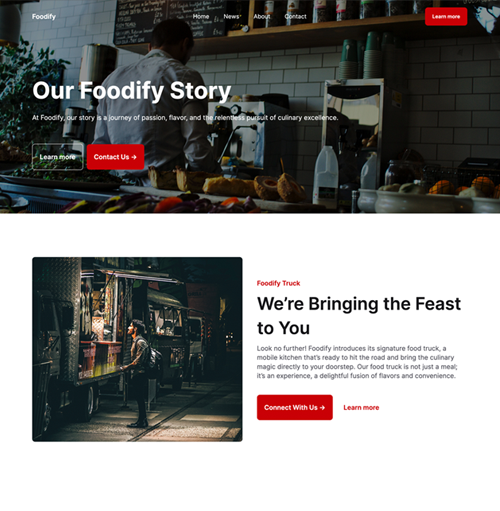 Foodify
Home News About Contact
Learn more
Our Foodify Story
At Foodify, our story is a journey of passion, flavor, and the relentless pursuit of culinary excellence.
Learn more
Contact Us →
Foodify Truck
We’re Bringing the Feast
to You
Look no further! Foodify introduces its signature food truck, a
mobile kitchen that’s ready to hit the road and bring the culinary
magic directly to your doorstep. Our food truck is not just a meal;
it’s an experience, a delightful fusion of flavors and convenience.
Connect With Us →
Learn more